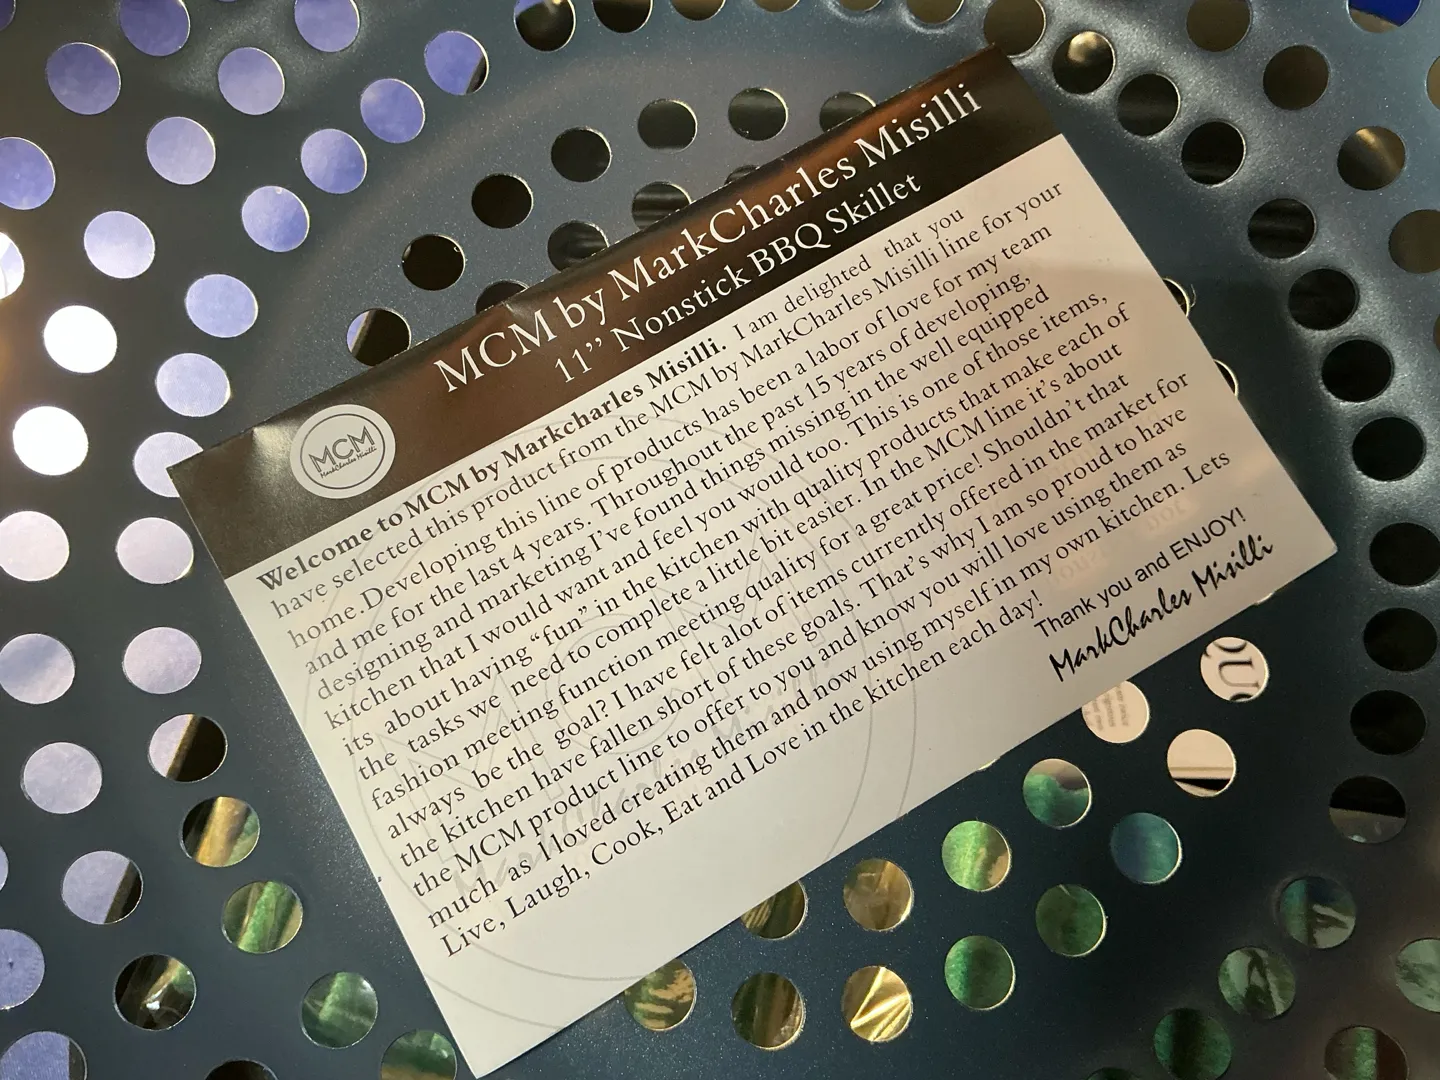 MCM by MarkCharles Misilli
11” Nonstick BBQ Skillet
MCM
MarkCharles Misilli
Welcome to MCM by Markcharles Misilli. I am delighted that you
have selected this product from the MCM by MarkCharles Misilli line for your
home.Developing this line of products has been a labor of love for my team
and me for the last 4 years. Throughout the past 15 years of developing,
designing and marketing I’ve found things missing in the well equipped
kitchen that I would want and feel you would too. This is one of those items,
its about having “fun” in the kitchen with quality products that make each of
the tasks we need to complete a little bit easier. In the MCM line it’s about
fashion meeting function meeting quality for a great price! Shouldn’t that
always be the goal? I have felt alot of items currently offered in the market for
the kitchen have fallen short of these goals. That’s why I am so proud to have
the MCM product line to offer to you and know you will love using them as
much as I loved creating them and now using myself in my own kitchen. Lets
Live, Laugh, Cook, Eat and Love in the kitchen each day!
Thank you and ENJOY!
MarkCharles Misilli